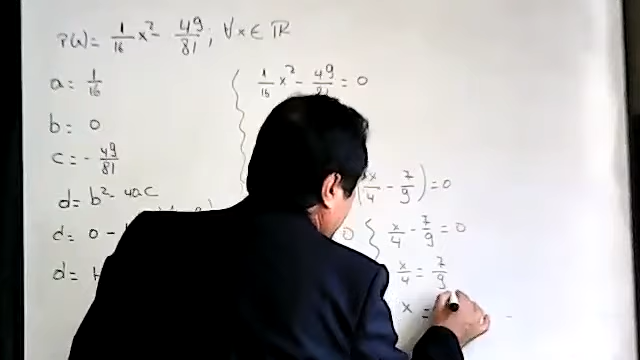 P(x) = 1/16 x² - 49/81 ; ∀x ∈ ℝ
a = 1/16
b = 0
c = - 49/81
d = b² - 4ac
d = 0 -
d =
1/16 x² - 49/81 = 0
x/4 - 7/9) = 0
0
x/4 - 7/9 = 0
x/4 = 7/9
x =